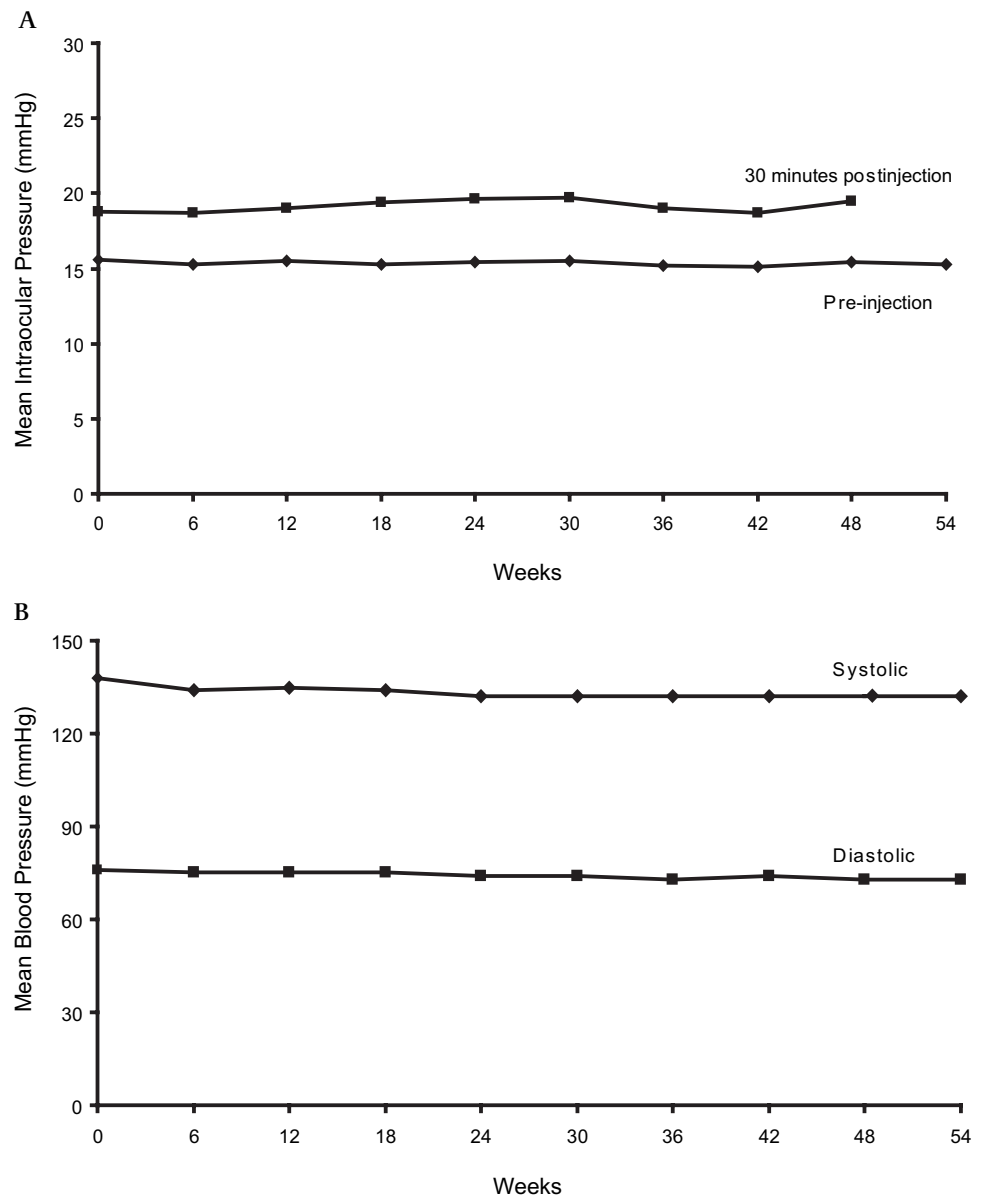 A
Mean Intraocular Pressure (mmHg)
30
25
20
15
10
5
0
30 minutes postinjection
Pre-injection
0 6 12 18 24 30 36 42 48 54
Weeks
B
Mean Blood Pressure (mmHg)
150
120
90
60
30
0
Systolic
Diastolic
0 6 12 18 24 30 36 42 48 54
Weeks